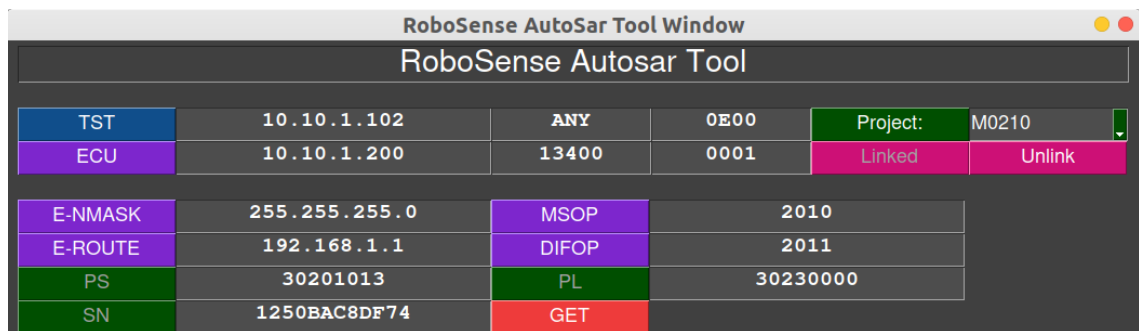 RoboSense AutoSar Tool Window
RoboSense Autosar Tool
TST 10.10.1.102 ANY 0E00 Project: M0210
ECU 10.10.1.200 13400 0001 Linked Unlink
E-NMASK 255.255.255.0 MSOP 2010
E-ROUTE 192.168.1.1 DIFOP 2011
PS 30201013 PL 30230000
SN 1250BAC8DF74 GET